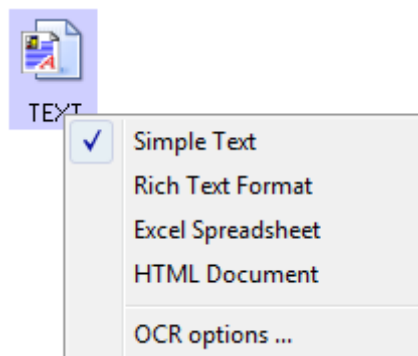 TEXT
Simple Text
Rich Text Format
Excel Spreadsheet
HTML Document
OCR options ...